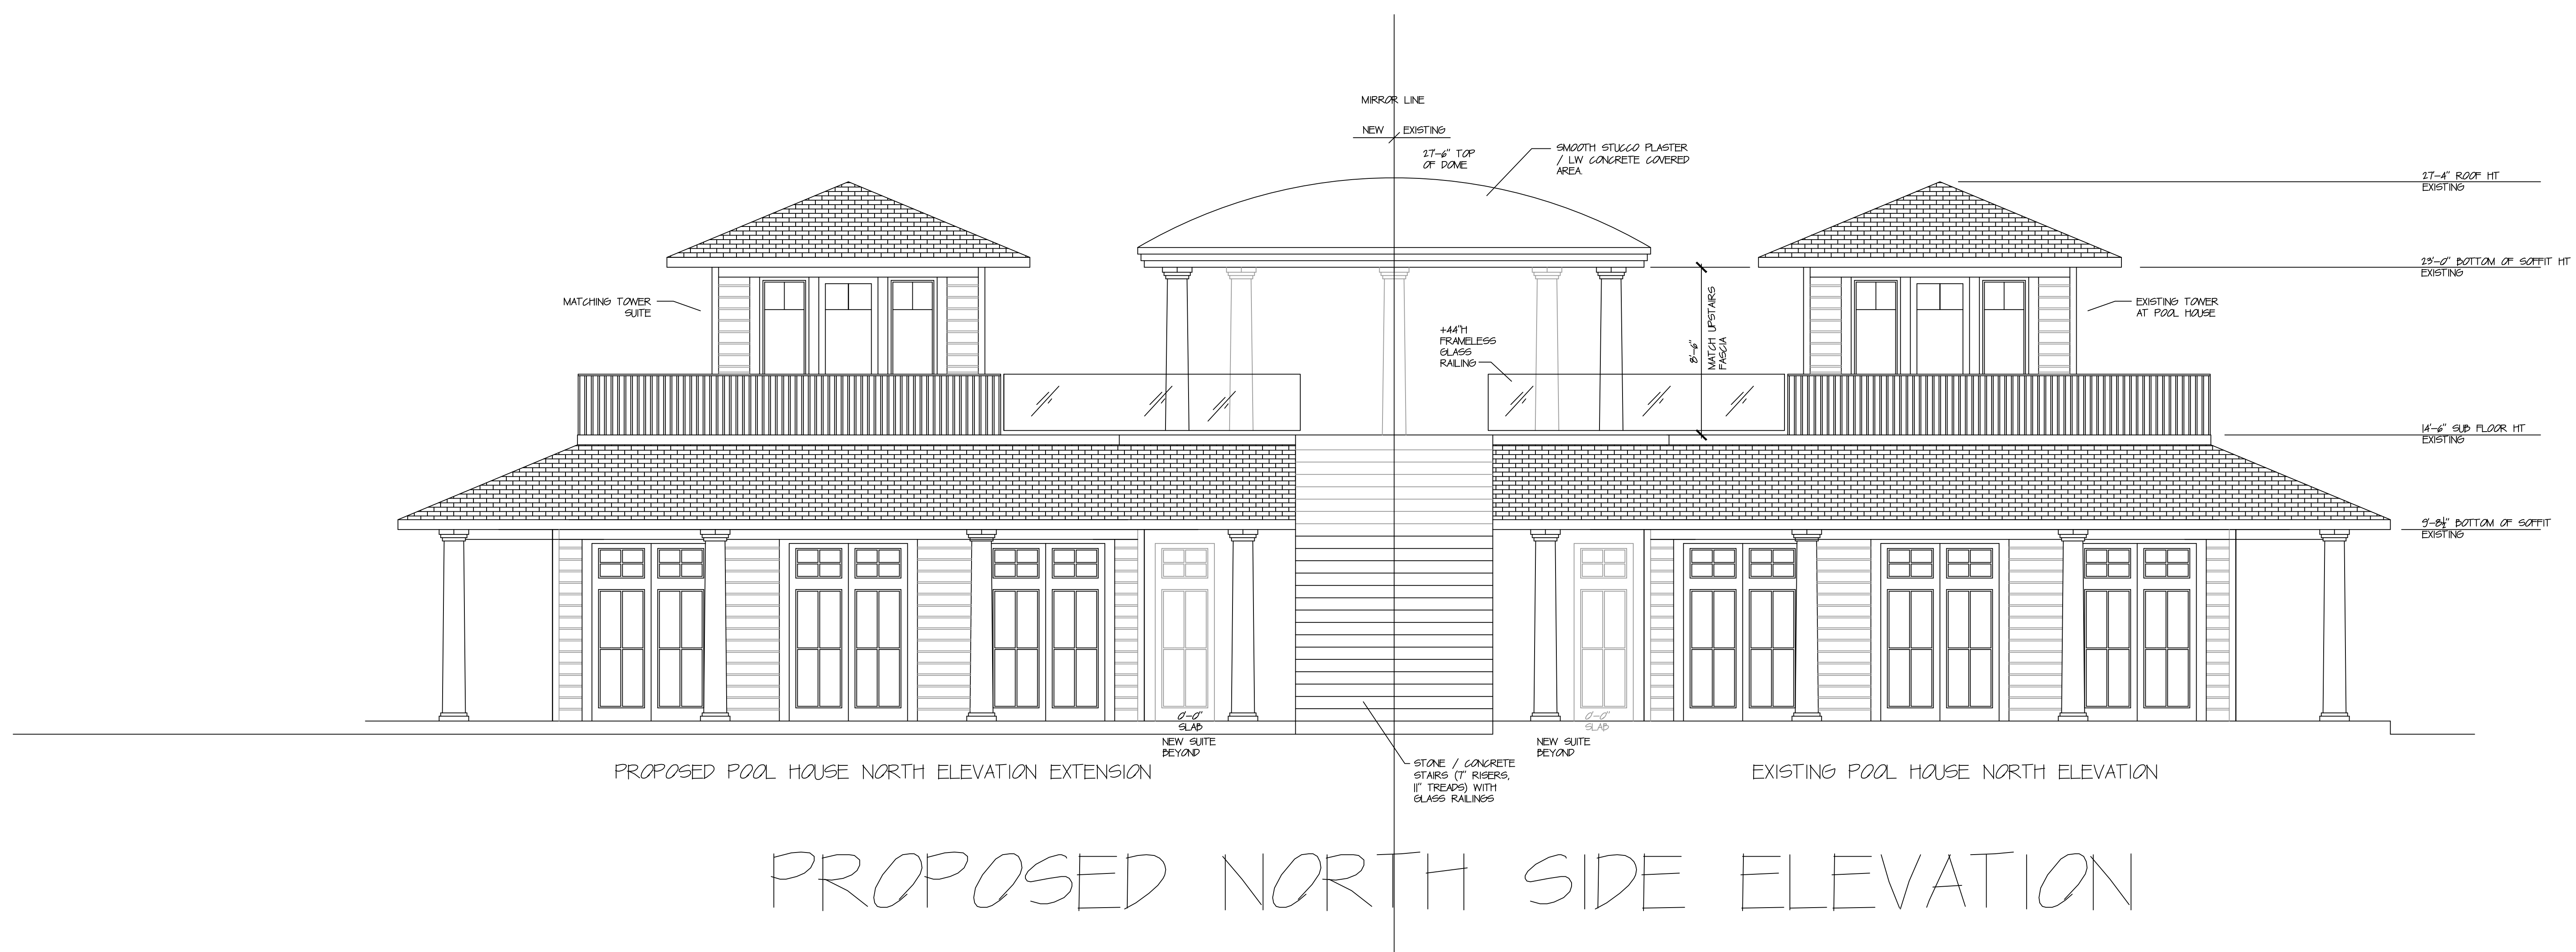 MIRROR LINE
NEW EXISTING
27'-6" TOP
OF DOME
SMOOTH STUCCO PLASTER
/ LW CONCRETE COVERED
AREA.
27'-4" ROOF HT
EXISTING
23'-0" BOTTOM OF SOFFIT HT
EXISTING
MATCHING TOWER
SUITE
+44"H
FRAMELESS
GLASS
RAILING
8'-6"
MATCH UPSTAIRS
FASCIA
EXISTING TOWER
AT POOL HOUSE
14'-6" SUB FLOOR HT
EXISTING
9'-8½" BOTTOM OF SOFFIT
EXISTING
0'-0"
SLAB
NEW SUITE
BEYOND
0'-0"
SLAB
NEW SUITE
BEYOND
STONE / CONCRETE
STAIRS (7" RISERS,
11" TREADS) WITH
GLASS RAILINGS
PROPOSED POOL HOUSE NORTH ELEVATION EXTENSION
EXISTING POOL HOUSE NORTH ELEVATION
PROPOSED NORTH SIDE ELEVATION